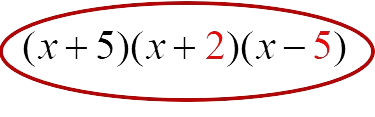 (x + 5)(x + 2)(x − 5)